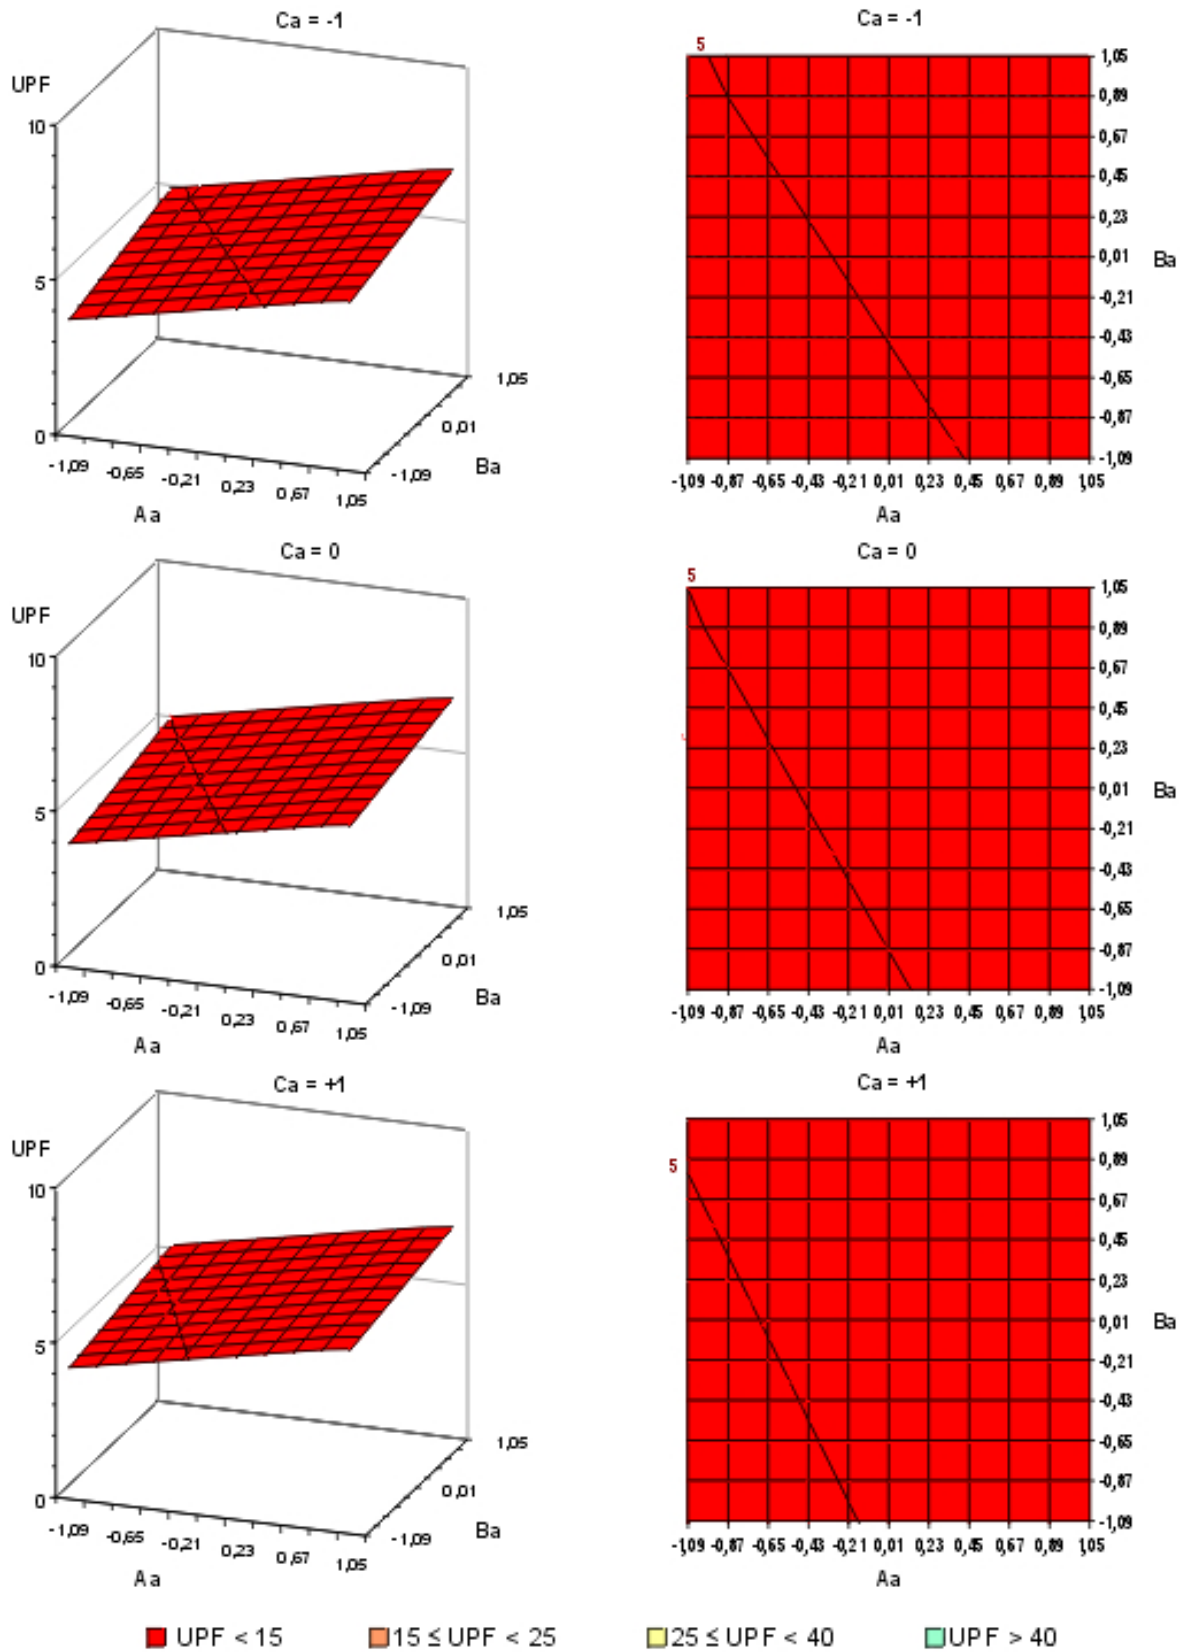 Ca = -1
UPF
10
5
0
-1,09
-0,65
-0,21
0,23
0,67
1,05
Aa
-1,09
0,01
1,05
Ba
Ca = -1
5
1,05
0,89
0,67
0,45
0,23
0,01
-0,21
-0,43
-0,65
-0,87
-1,09
Ba
-1,09 -0,87 -0,65 -0,43 -0,21 0,01 0,23 0,45 0,67 0,89 1,05
Aa
Ca = 0
UPF
10
5
0
-1,09
-0,65
-0,21
0,23
0,67
1,05
Aa
-1,09
0,01
1,05
Ba
Ca = 0
5
1,05
0,89
0,67
0,45
0,23
0,01
-0,21
-0,43
-0,65
-0,87
-1,09
Ba
-1,09 -0,87 -0,65 -0,43 -0,21 0,01 0,23 0,45 0,67 0,89 1,05
Aa
Ca = +1
UPF
10
5
0
-1,09
-0,65
-0,21
0,23
0,67
1,05
Aa
-1,09
0,01
1,05
Ba
Ca = +1
5
1,05
0,89
0,67
0,45
0,23
0,01
-0,21
-0,43
-0,65
-0,87
-1,09
Ba
-1,09 -0,87 -0,65 -0,43 -0,21 0,01 0,23 0,45 0,67 0,89 1,05
Aa
UPF < 15 15 ≤ UPF < 25 25 ≤ UPF < 40 UPF > 40